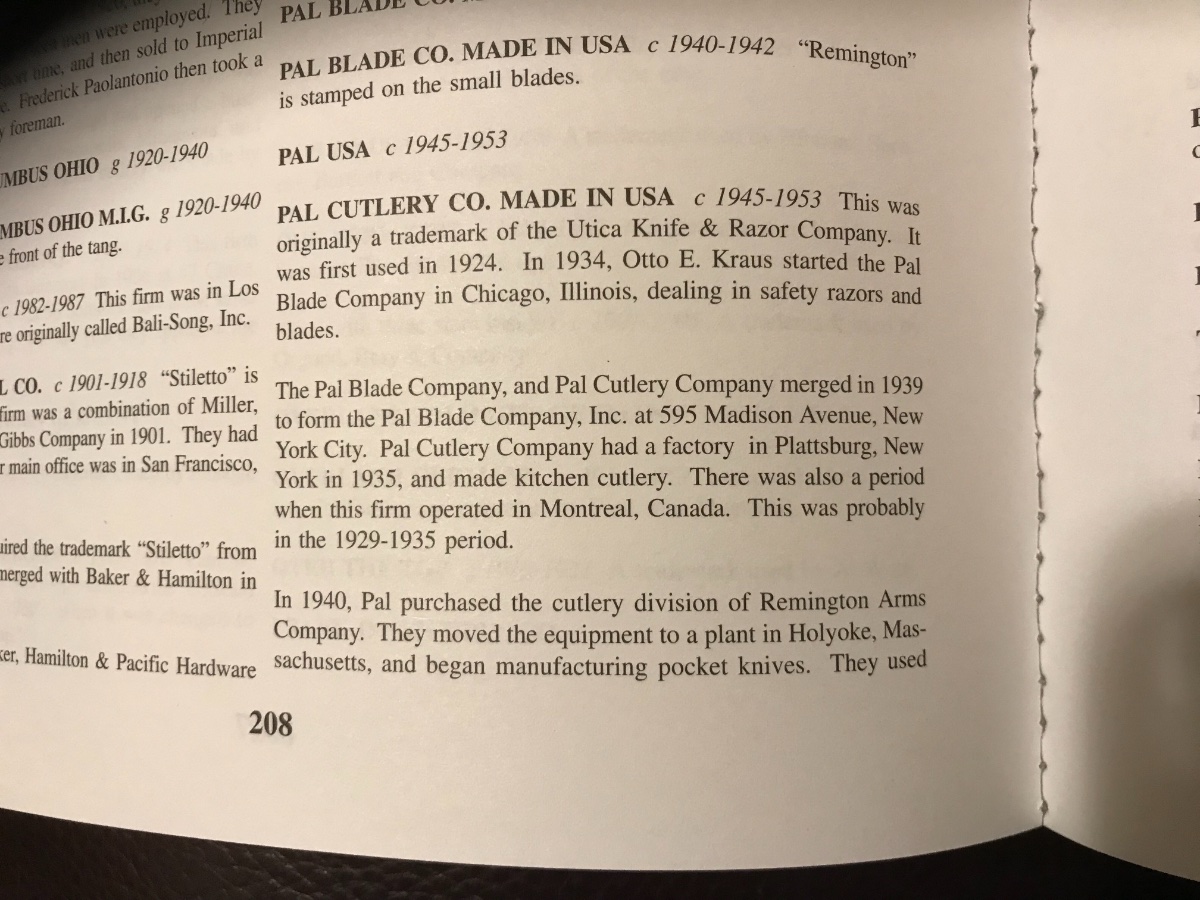 men were employed. They
time, and then sold to Imperial
Frederick Paolantonio then took a
foreman.
OHIO g 1920-1940
OHIO M.I.G. g 1920-1940
front of the tang.
c 1982-1987 This firm was in Los
originally called Bali-Song, Inc.
CO. c 1901-1918 “Stiletto” is
firm was a combination of Miller,
Gibbs Company in 1901. They had
main office was in San Francisco,
the trademark “Stiletto” from
merged with Baker & Hamilton in
Hamilton & Pacific Hardware
PAL BLADE
PAL BLADE CO. MADE IN USA c 1940-1942 “Remington”
is stamped on the small blades.
PAL USA c 1945-1953
PAL CUTLERY CO. MADE IN USA c 1945-1953 This was
originally a trademark of the Utica Knife & Razor Company. It
was first used in 1924. In 1934, Otto E. Kraus started the Pal
Blade Company in Chicago, Illinois, dealing in safety razors and
blades.
The Pal Blade Company, and Pal Cutlery Company merged in 1939
to form the Pal Blade Company, Inc. at 595 Madison Avenue, New
York City. Pal Cutlery Company had a factory in Plattsburg, New
York in 1935, and made kitchen cutlery. There was also a period
when this firm operated in Montreal, Canada. This was probably
in the 1929-1935 period.
In 1940, Pal purchased the cutlery division of Remington Arms
Company. They moved the equipment to a plant in Holyoke, Mas-
sachusetts, and began manufacturing pocket knives. They used
208